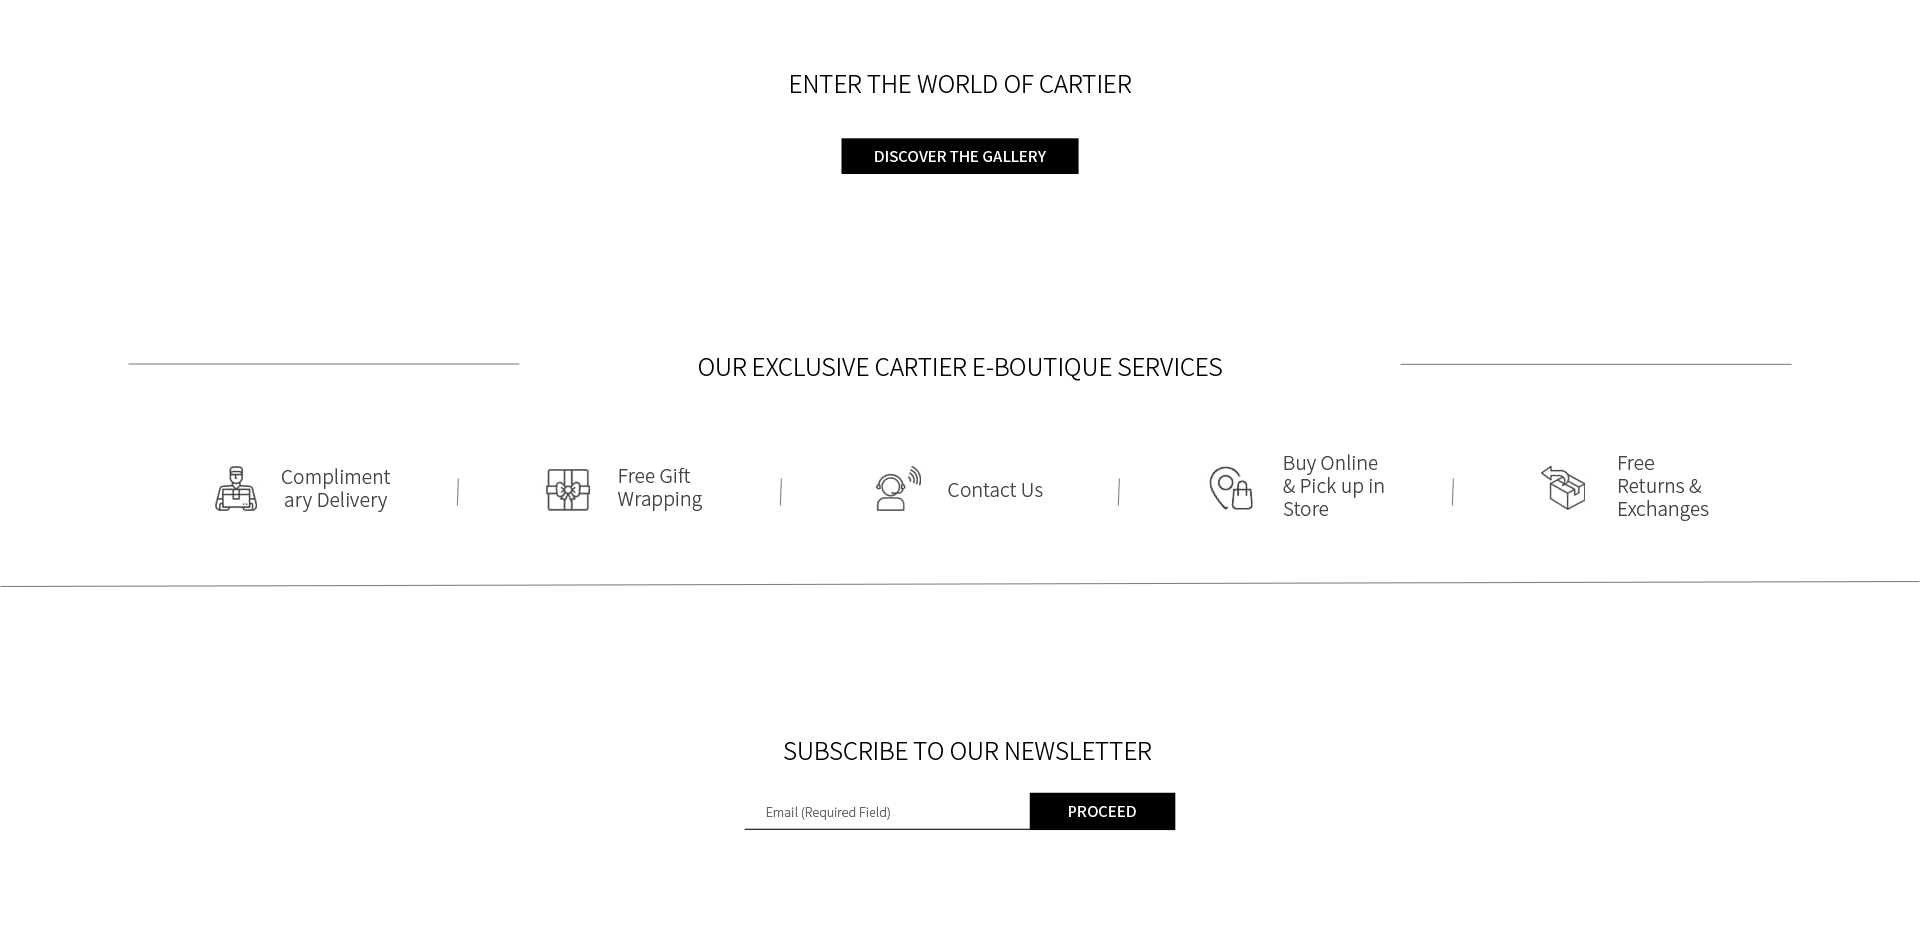 ENTER THE WORLD OF CARTIER
DISCOVER THE GALLERY
OUR EXCLUSIVE CARTIER E-BOUTIQUE SERVICES
Compliment
ary Delivery
Free Gift
Wrapping
Contact Us
Buy Online
& Pick up in
Store
Free
Returns &
Exchanges
SUBSCRIBE TO OUR NEWSLETTER
Email (Required Field)
PROCEED